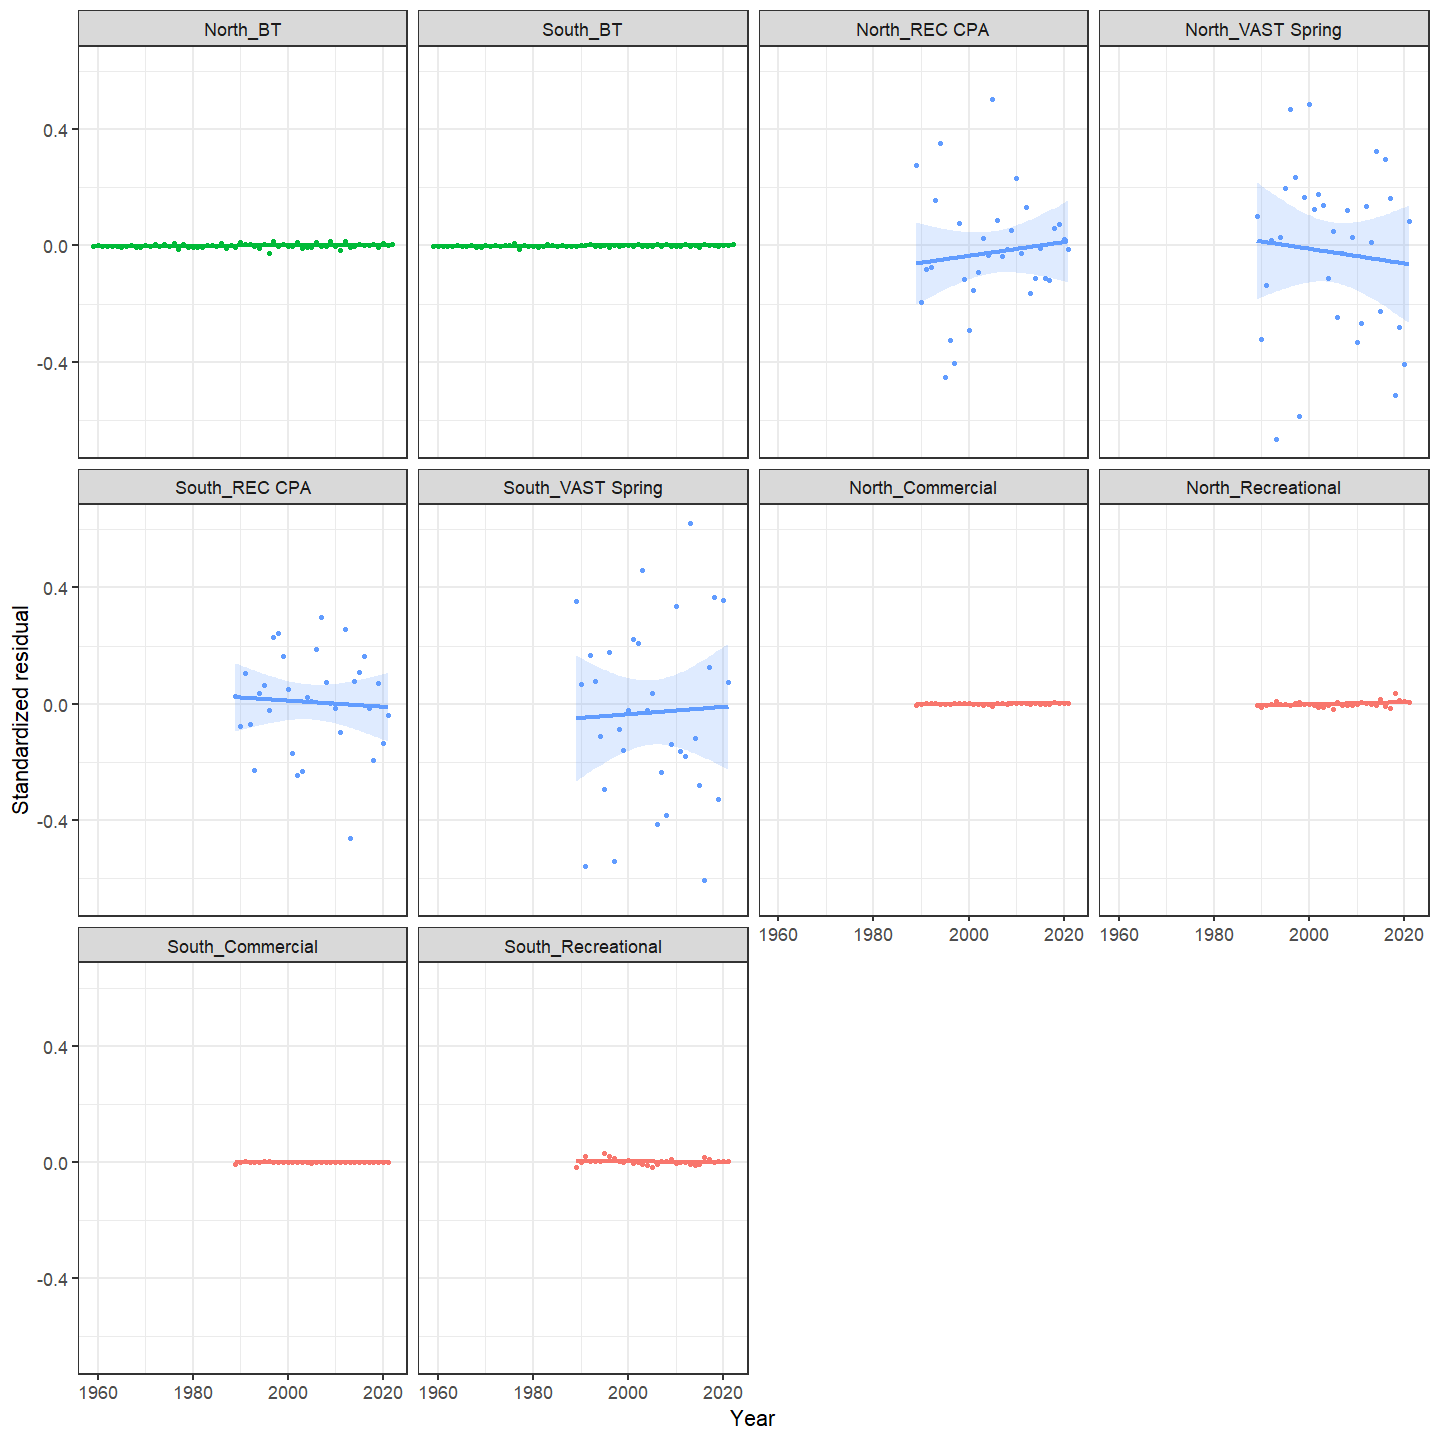 North_BT South_BT North_REC CPA North_VAST Spring
0.4
0.0
-0.4
South_REC CPA South_VAST Spring North_Commercial North_Recreational
0.4
0.0
-0.4
1960 1980 2000 2020 1960 1980 2000 2020
South_Commercial South_Recreational
0.4
0.0
-0.4
1960 1980 2000 2020 1960 1980 2000 2020
Standardized residual
Year